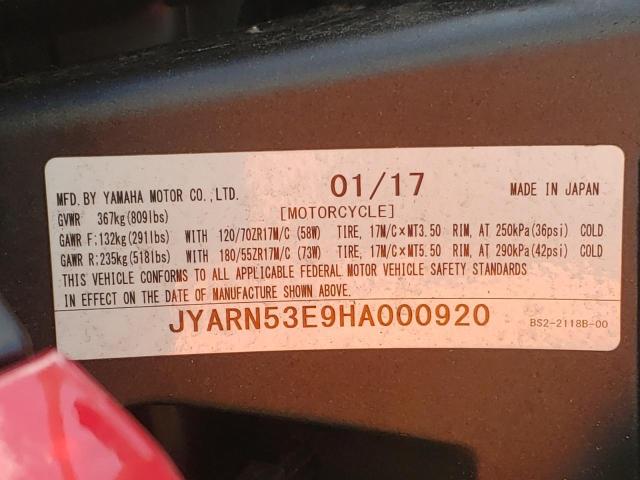 MFD.BY YAMAHA MOTOR CO.,LTD. 01/17 MADE IN JAPAN
GVWR 367kg(809lbs) [MOTORCYCLE]
GAWR F:132kg(291lbs) WITH 120/70ZR17M/C (58W) TIRE, 17M/C×MT3.50 RIM, AT 250kPa(36psi) COLD
GAWR R:235kg(518lbs) WITH 180/55ZR17M/C (73W) TIRE, 17M/C×MT5.50 RIM, AT 290kPa(42psi) COLD
THIS VEHICLE CONFORMS TO ALL APPLICABLE FEDERAL MOTOR VEHICLE SAFETY STANDARDS
IN EFFECT ON THE DATE OF MANUFACTURE SHOWN ABOVE.
JYARN53E9HA000920 BS2-2118B-00